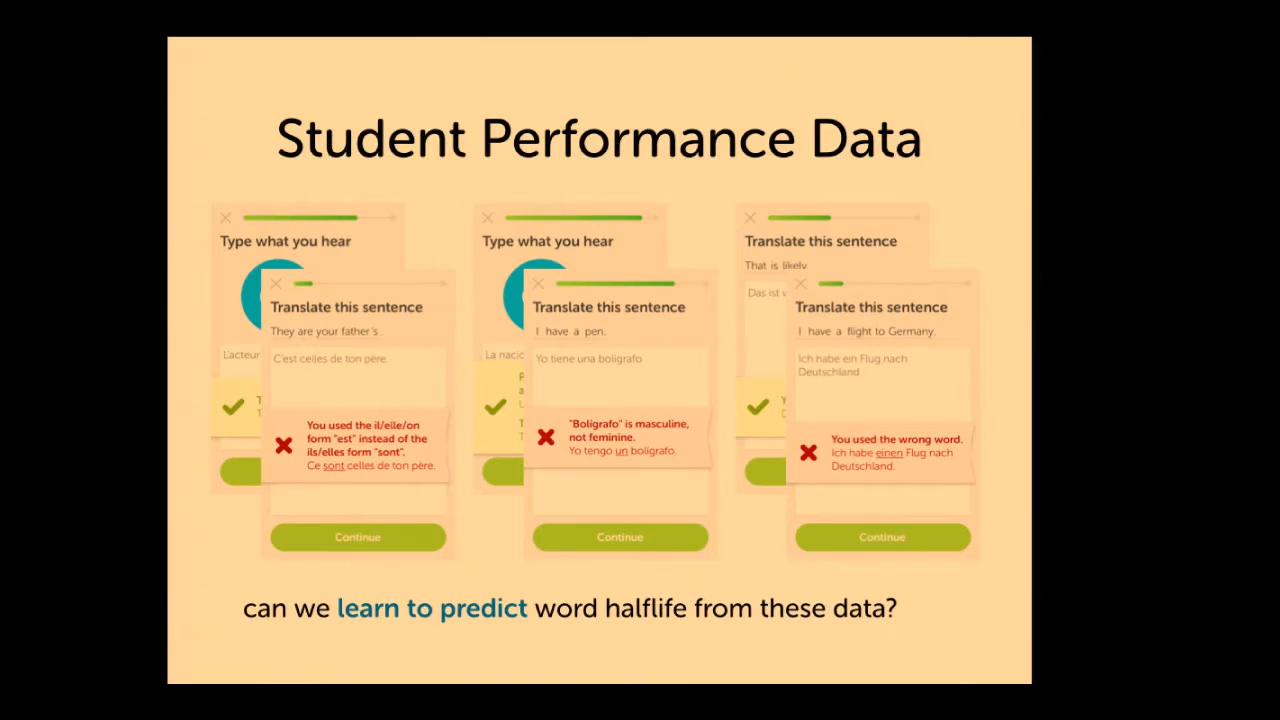 Student Performance Data
Type what you hear
L'acteur
Translate this sentence
They are your father's.
C'est celles de ton père.
You used the il/elle/on
form "est" instead of the
ils/elles form "sont".
Ce sont celles de ton père.
Continue
Type what you hear
La nacio
Translate this sentence
I have a pen.
Yo tiene una boligrafo
"Bolígrafo" is masculine,
not feminine.
Yo tengo un bolígrafo.
Continue
Translate this sentence
That is likely.
Das ist
Translate this sentence
I have a flight to Germany.
Ich habe ein Flug nach
Deutschland
You used the wrong word.
Ich habe einen Flug nach
Deutschland.
Continue
can we learn to predict word halflife from these data?